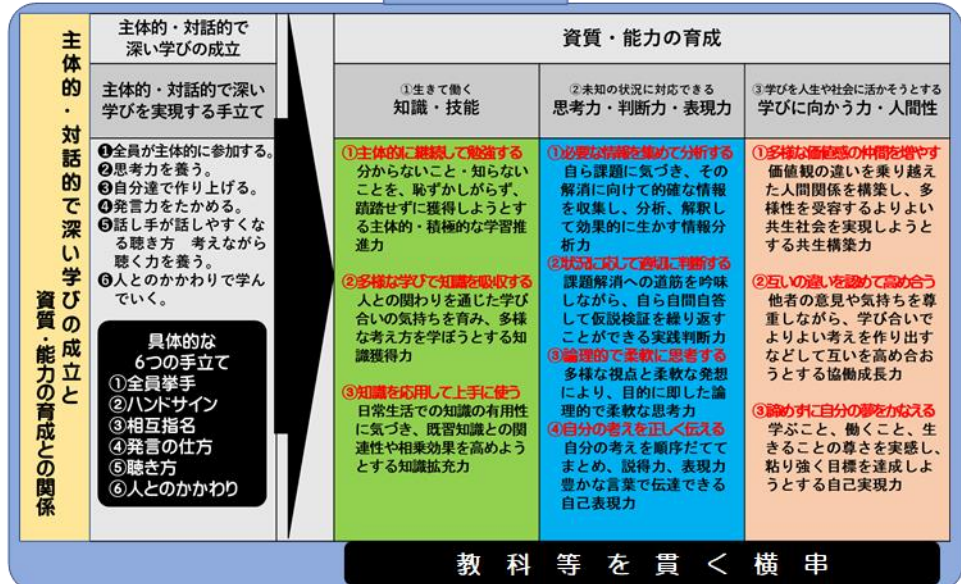 主体的・対話的で深い学びの成立と
資質・能力の育成との関係
主体的・対話的で
深い学びの成立
主体的・対話的で深い
学びを実現する手立て
❶全員が主体的に参加する。
❷思考力を養う。
❸自分達で作り上げる。
❹発言力をたかめる。
❺話し手が話しやすくな
る聴き方 考えながら
聴く力を養う。
❻人とのかかわりで学ん
でいく。
具体的な
6つの手立て
①全員挙手
②ハンドサイン
③相互指名
④発言の仕方
⑤聴き方
⑥人とのかかわり
資質・能力の育成
①生きて働く
知識・技能
①主体的に継続して勉強する
分からないこと・知らない
ことを、恥ずかしがらず、
躊躇せずに獲得しようとす
る主体的・積極的な学習推
進力
②多様な学びで知識を吸収する
人との関わりを通じた学び
合いの気持ちを育み、多様
な考え方を学ぼうとする知
識獲得力
③知識を応用して上手に使う
日常生活での知識の有用性
に気づき、既習知識との関
連性や相乗効果を高めよう
とする知識拡充力
②未知の状況に対応できる
思考力・判断力・表現力
①必要な情報を集めて分析する
自ら課題に気づき、その
解消に向けて的確な情報
を収集し、分析、解釈し
て効果的に生かす情報分
析力
②状況に応じて適切に判断する
課題解消への道筋を吟味
しながら、自ら自問自答
して仮説検証を繰り返す
ことができる実践判断力
③論理的で柔軟に思考する
多様な視点と柔軟な発想
により、目的に即した論
理的で柔軟な思考力
④自分の考えを正しく伝える
自分の考えを順序だてて
まとめ、説得力、表現力
豊かな言葉で伝達できる
自己表現力
③学びを人生や社会に活かそうとする
学びに向かう力・人間性
①多様な価値感の仲間を増やす
価値観の違いを乗り越え
た人間関係を構築し、多
様性を受容するよりよい
共生社会を実現しようと
する共生構築力
②互いの違いを認めて高め合う
他者の意見や気持ちを尊
重しながら、学び合いで
よりよい考えを作り出す
などして互いを高め合お
うとする協働成長力
③諦めずに自分の夢をかなえる
学ぶこと、働くこと、生
きることの尊さを実感し、
粘り強く目標を達成しよ
うとする自己実現力
教科等を貫く横串